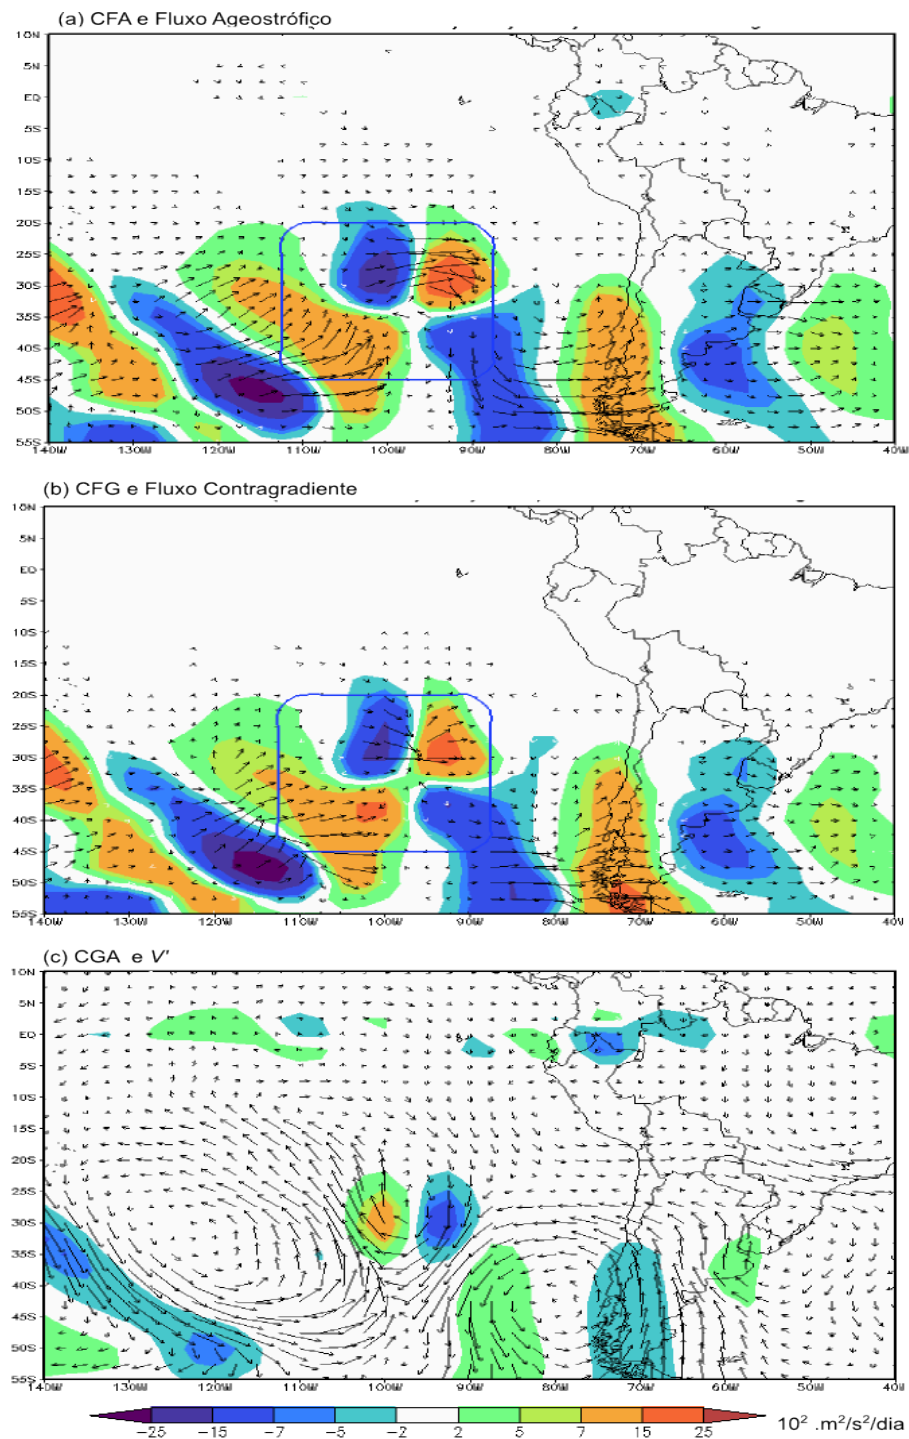 (a) CFA e Fluxo Ageostrófico
10N
5N
EQ
5S
10S
15S
20S
25S
30S
35S
40S
45S
50S
55S
140W 130W 120W 110W 100W 90W 80W 70W 60W 50W 40W
(b) CFG e Fluxo Contragradiente
10N
5N
EQ
5S
10S
15S
20S
25S
30S
35S
40S
45S
50S
55S
140W 130W 120W 110W 100W 90W 80W 70W 60W 50W 40W
(c) CGA e V'
10N
5N
EQ
5S
10S
15S
20S
25S
30S
35S
40S
45S
50S
55S
140W 130W 120W 110W 100W 90W 80W 70W 60W 50W 40W
-25 -15 -7 -5 -2 2 5 7 15 25 10² .m²/s²/dia